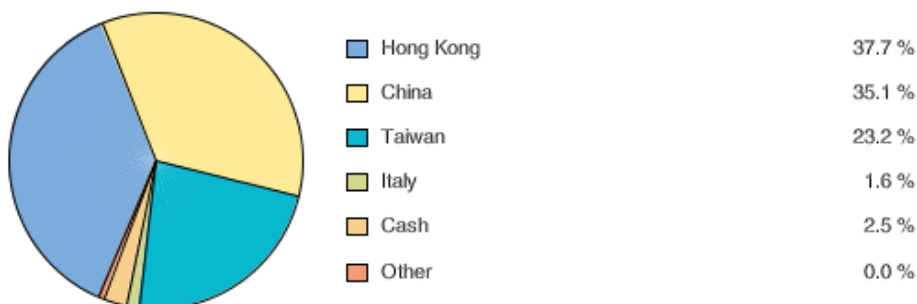 Hong Kong 37.7 %
China 35.1 %
Taiwan 23.2 %
Italy 1.6 %
Cash 2.5 %
Other 0.0 %